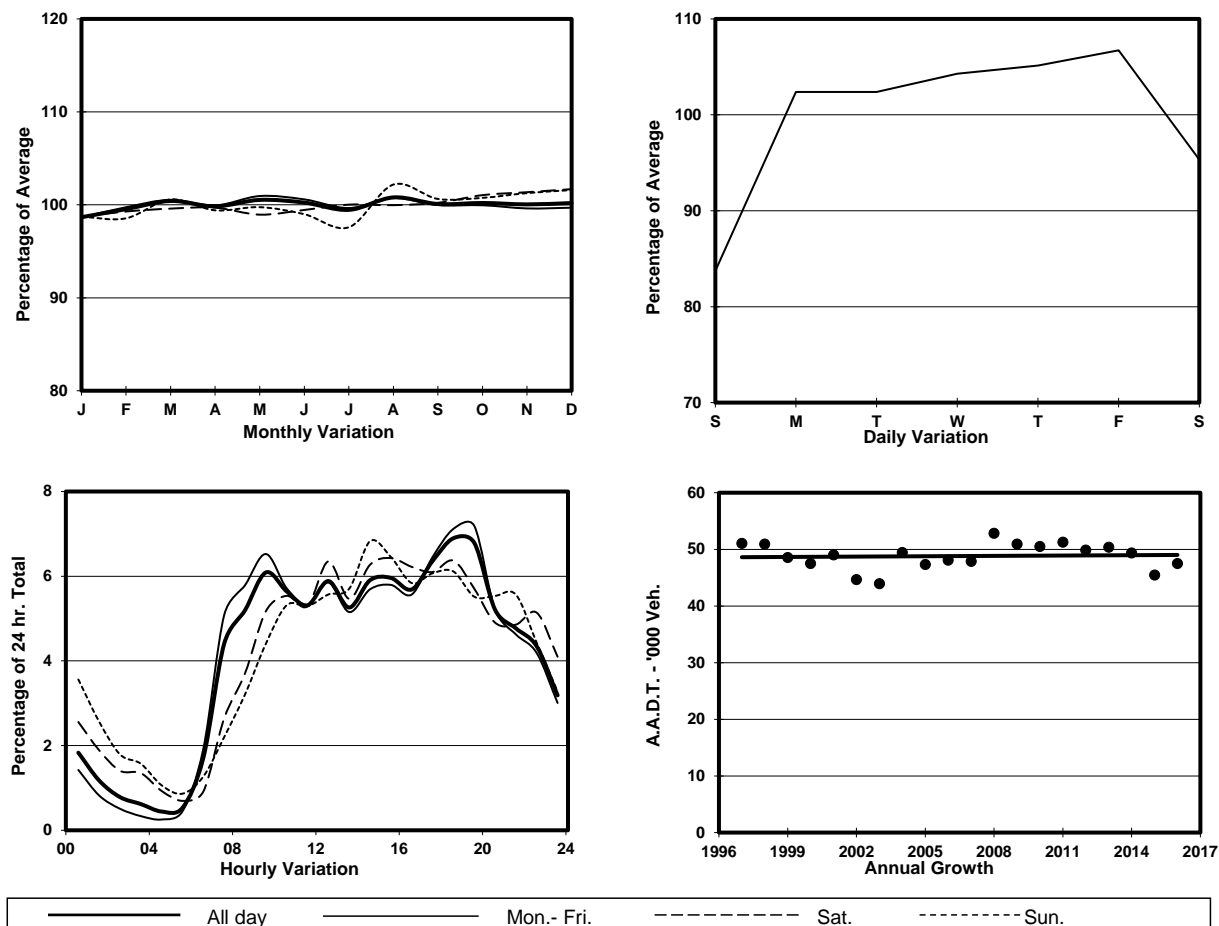 120
110
100
90
80
Percentage of Average
J F M A M J J A S O N D
Monthly Variation
110
100
90
80
70
Percentage of Average
S M T W T F S
Daily Variation
8
6
4
2
0
Percentage of 24 hr. Total
00 04 08 12 16 20 24
Hourly Variation
60
50
40
30
20
10
0
A.A.D.T. - '000 Veh.
1996 1999 2002 2005 2008 2011 2014 2017
Annual Growth
All day Mon.- Fri. Sat. Sun.